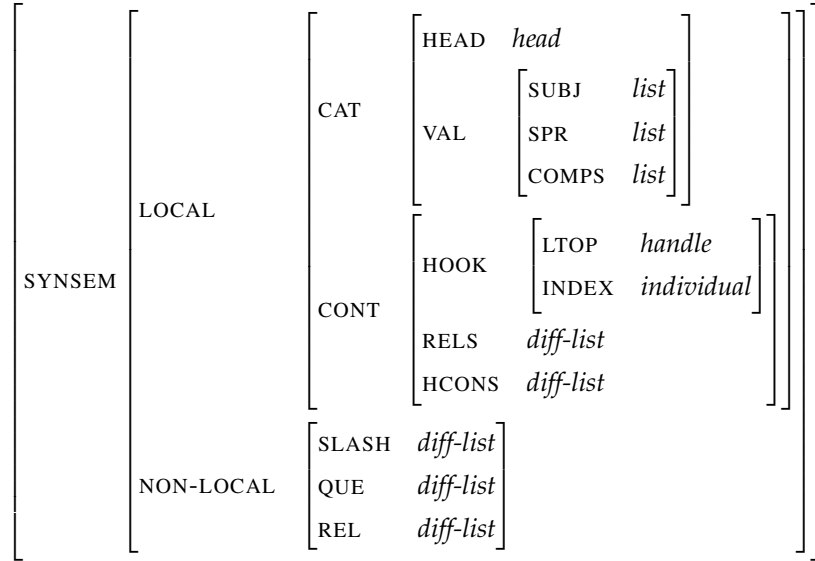 HEAD head
SUBJ list
CAT
VAL SPR list
COMPS list
LOCAL
LTOP handle
HOOK
SYNSEM INDEX individual
CONT
RELS diff-list
HCONS diff-list
SLASH diff-list
NON-LOCAL QUE diff-list
REL diff-list